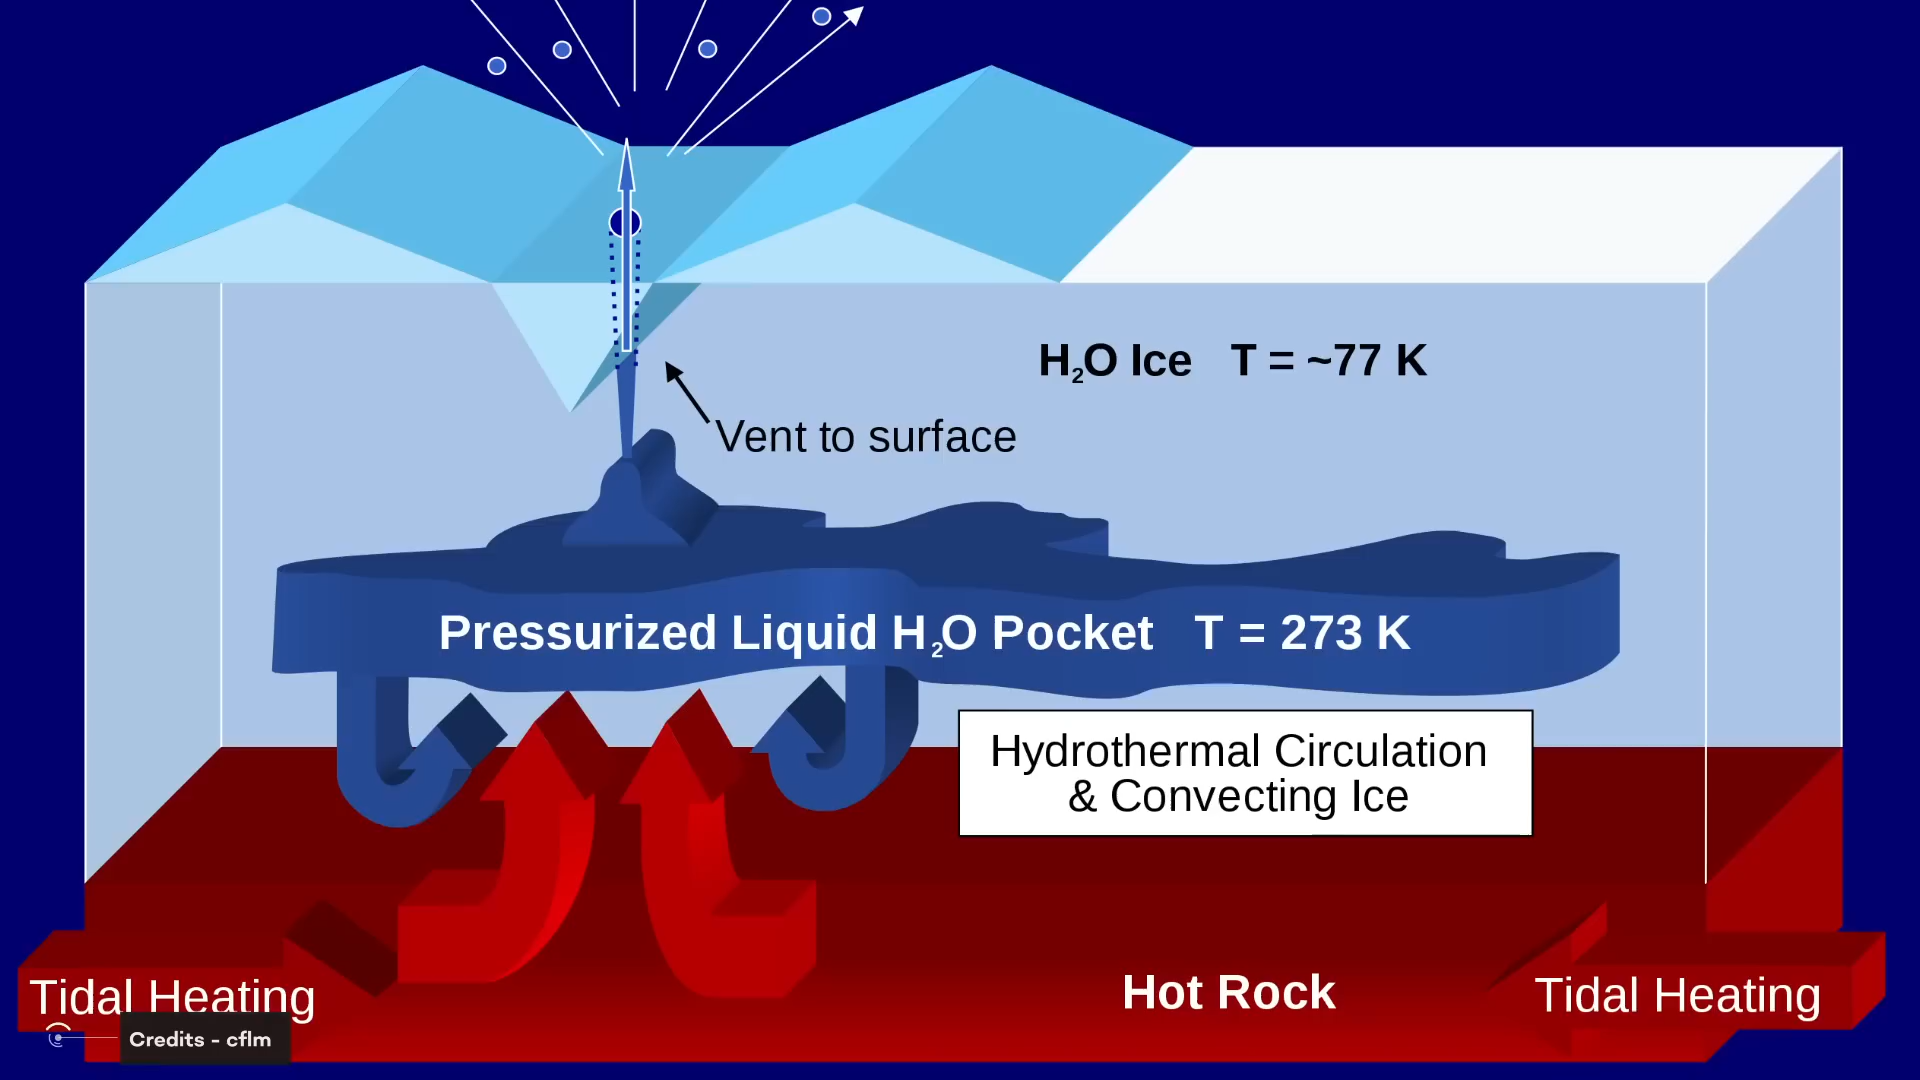 H₂O Ice T = ~77 K
Vent to surface
Pressurized Liquid H₂O Pocket T = 273 K
Hydrothermal Circulation
& Convecting Ice
Hot Rock
Tidal Heating
Tidal Heating
Credits - cflm